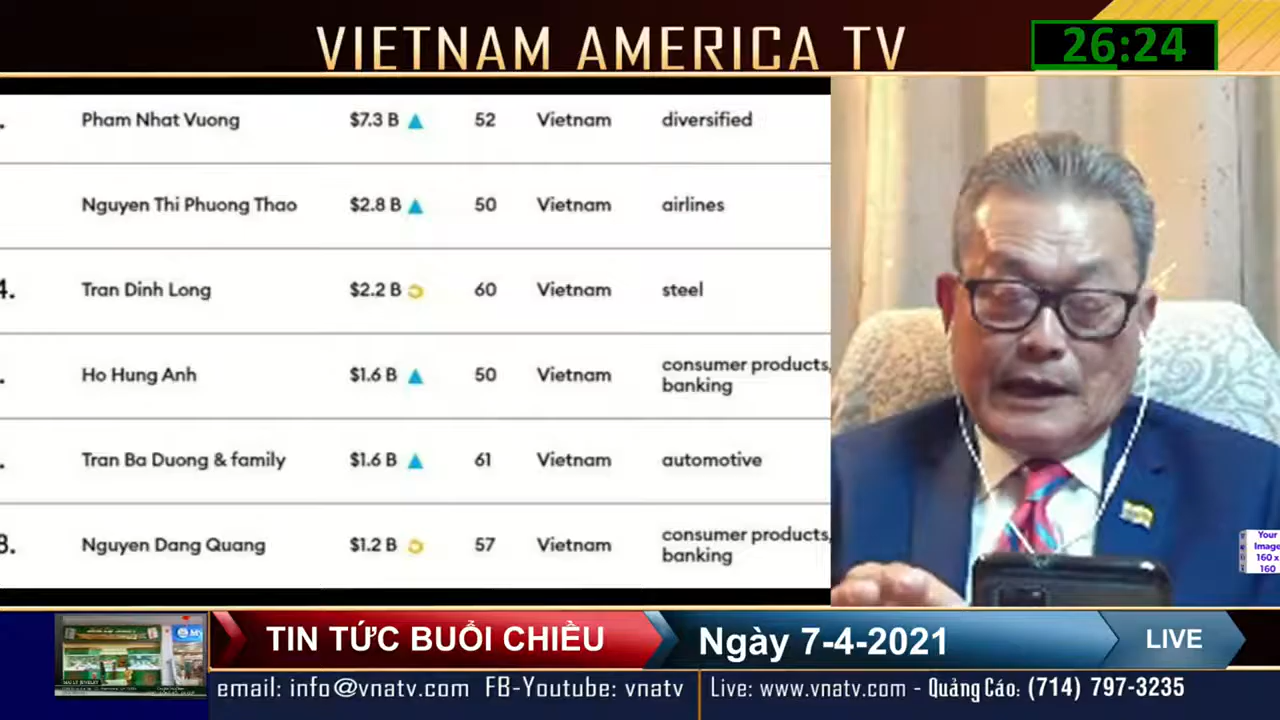 VIETNAM AMERICA TV
26:24
Pham Nhat Vuong $7.3 B 52 Vietnam diversified
Nguyen Thi Phuong Thao $2.8 B 50 Vietnam airlines
4. Tran Dinh Long $2.2 B 60 Vietnam steel
Ho Hung Anh $1.6 B 50 Vietnam consumer products,
banking
Tran Ba Duong & family $1.6 B 61 Vietnam automotive
8. Nguyen Dang Quang $1.2 B 57 Vietnam consumer products,
banking
Your
Image
160 x
160
TIN TỨC BUỔI CHIỀU
Ngày 7-4-2021
LIVE
email: info@vnatv.com FB-Youtube: vnatv
Live: www.vnatv.com - Quảng Cáo: (714) 797-3235